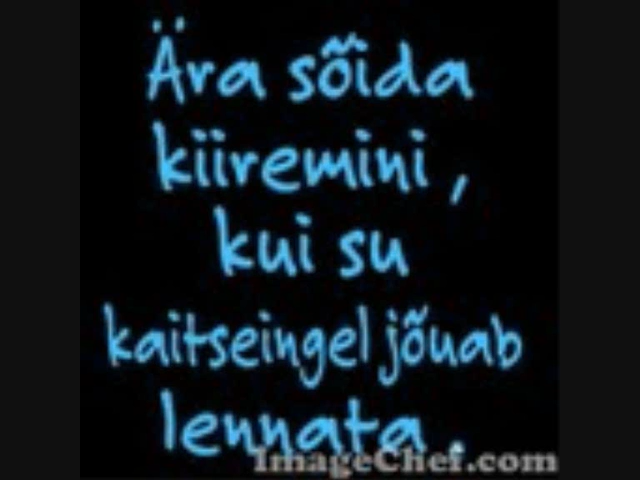 Ära sõida
kiiremini ,
kui su
kaitseingel jõuab
lennata .
ImageChef.com